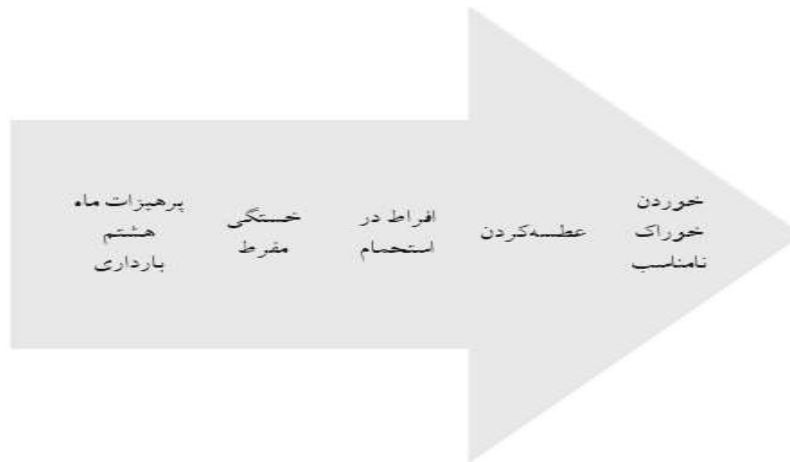 خوردن
خوراک
نامناسب
عطسه‌کردن
افراط در
استحمام
خستگی
مفرط
پرهیزات ماه
هشتم
بارداری